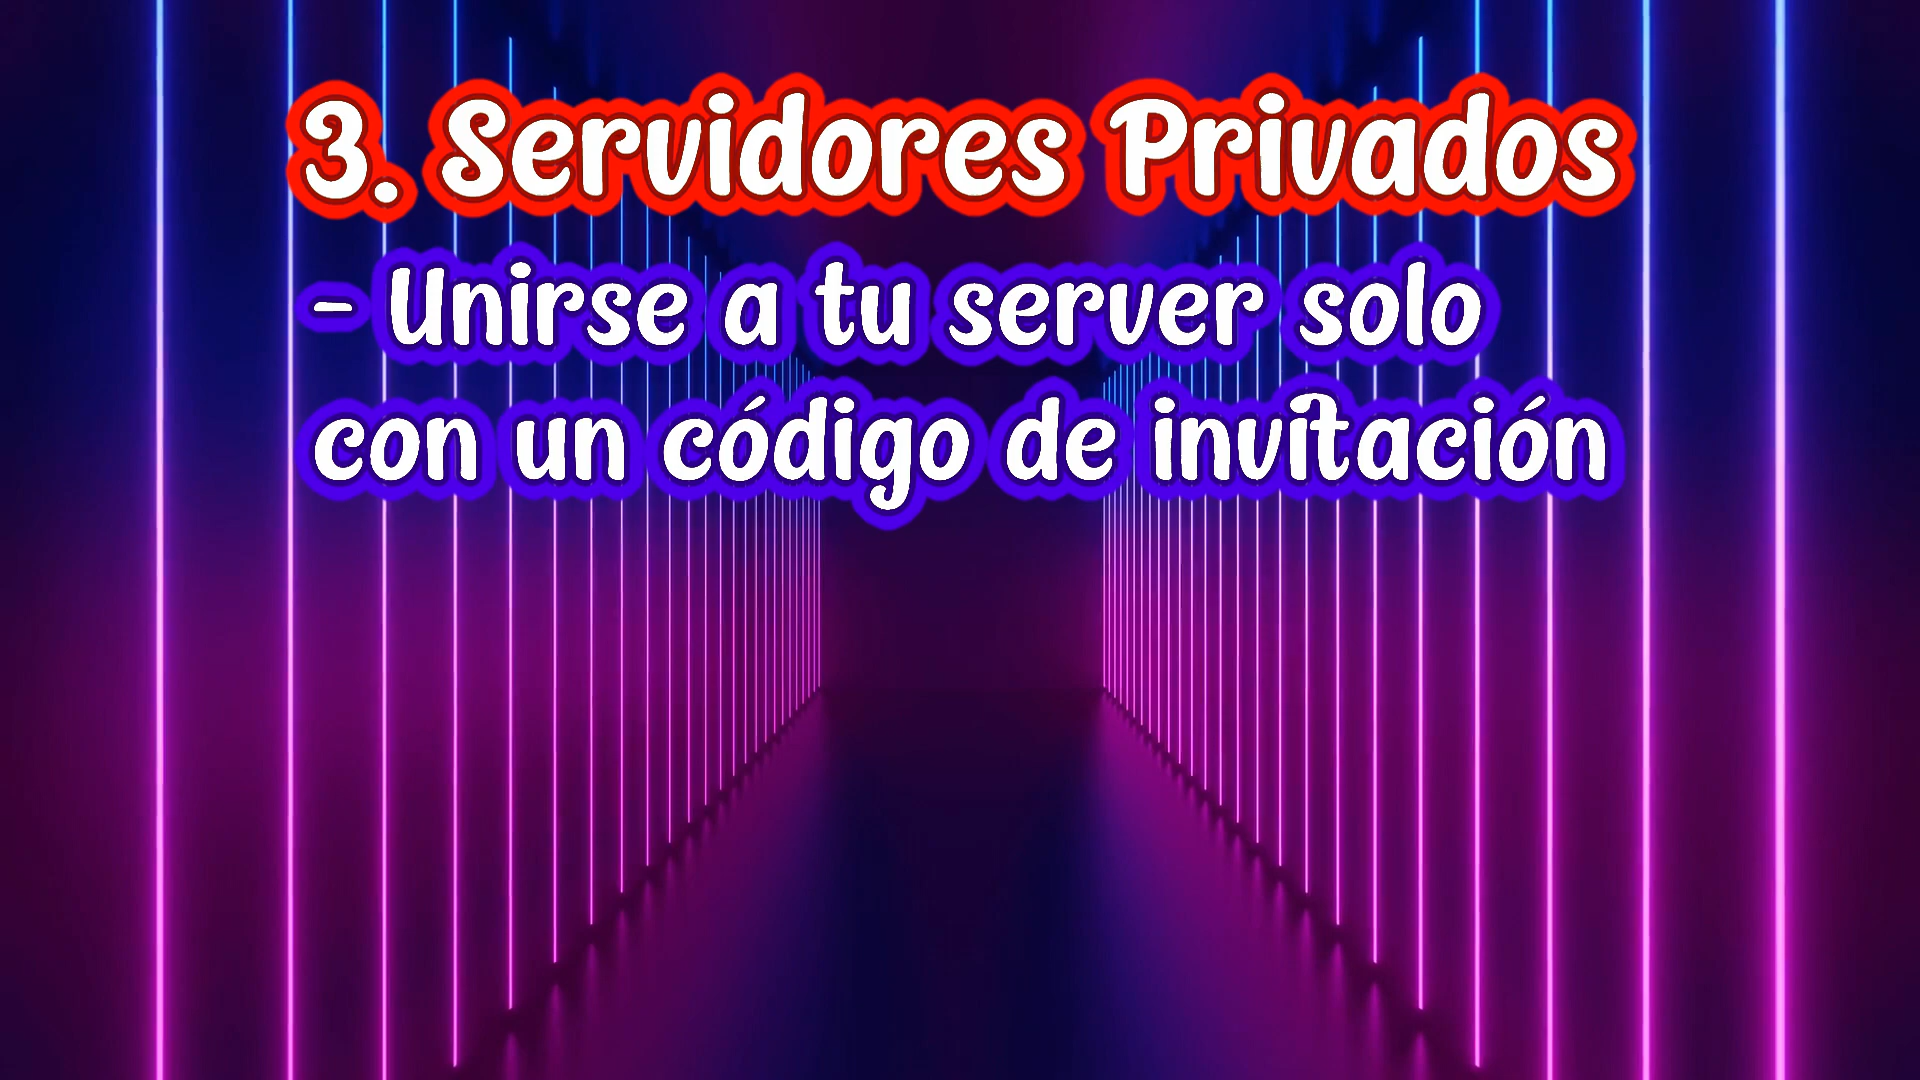 3. Servidores Privados
- Unirse a tu server solo
con un código de invitación